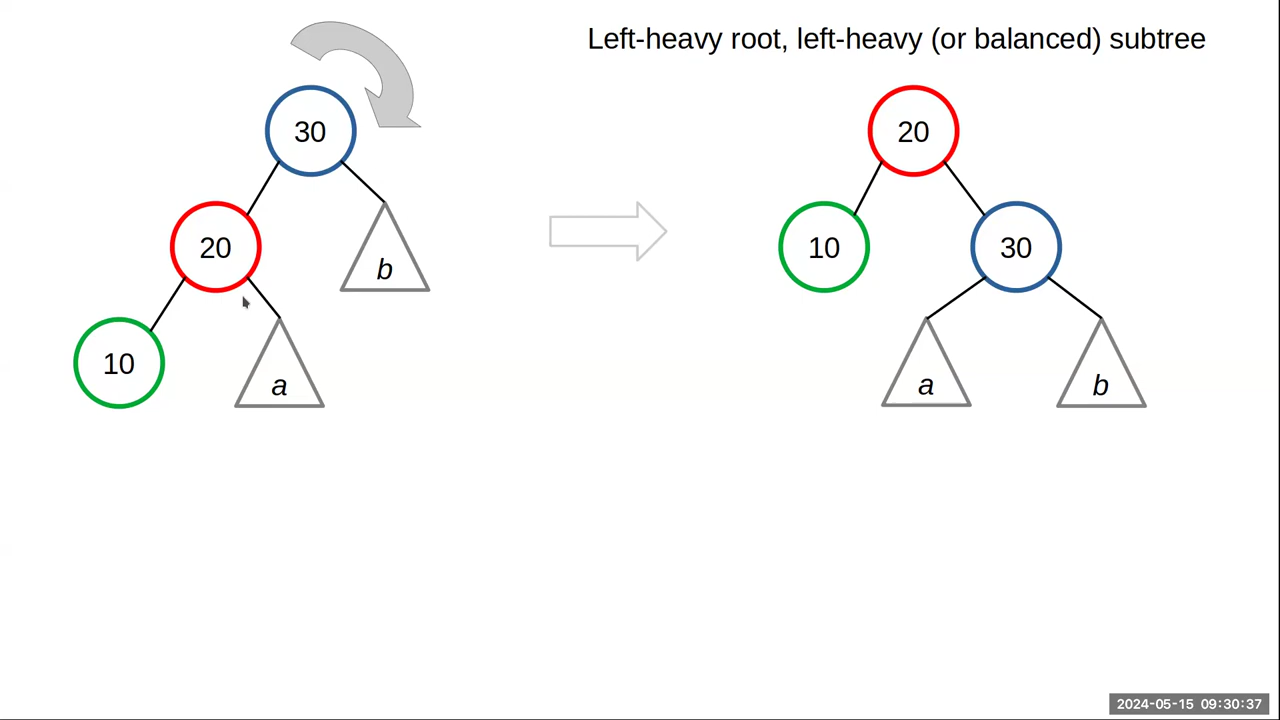 Left-heavy root, left-heavy (or balanced) subtree
30
20
b
10
a
20
10
30
a
b
2024-05-15 09:30:37